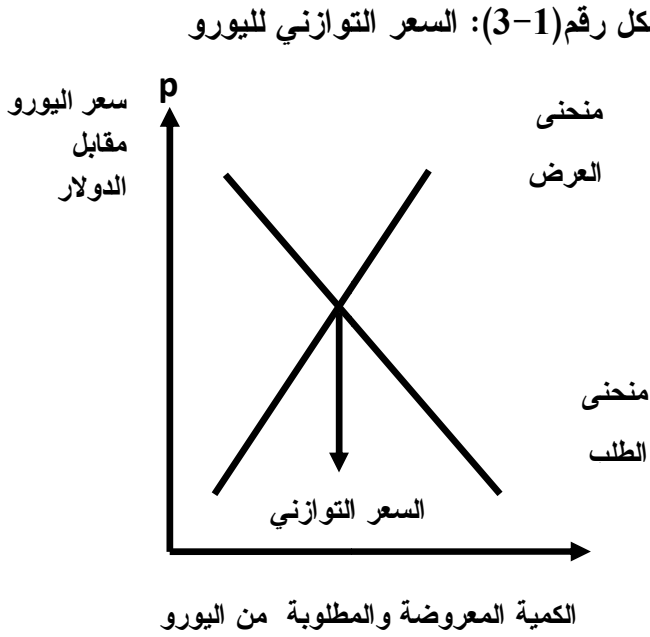 كل رقم(1-3): السعر التوازني لليورو
p
سعر اليورو
مقابل
الدولار
منحنى
العرض
منحنى
الطلب
السعر التوازني
الكمية المعروضة والمطلوبة من اليورو